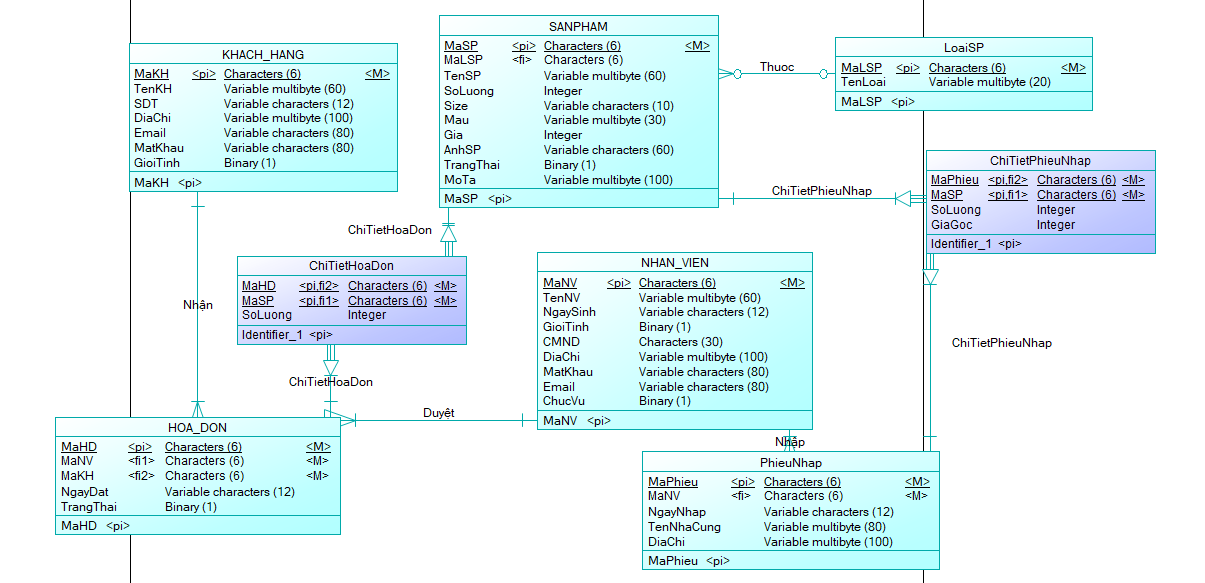 KHACH_HANG
MaKH <pi> Characters (6) <M>
TenKH Variable multibyte (60)
SDT Variable characters (12)
DiaChi Variable multibyte (100)
Email Variable characters (80)
MatKhau Variable characters (80)
GioiTinh Binary (1)
MaKH <pi>
SANPHAM
MaSP <pi> Characters (6) <M>
MaLSP <fi> Characters (6)
TenSP Variable multibyte (60)
SoLuong Integer
Size Variable characters (10)
Mau Variable multibyte (30)
Gia Integer
AnhSP Variable characters (60)
TrangThai Binary (1)
MoTa Variable multibyte (100)
MaSP <pi>
Thuoc
LoaiSP
MaLSP <pi> Characters (6) <M>
TenLoai Variable multibyte (20)
MaLSP <pi>
ChiTietPhieuNhap
ChiTietPhieuNhap
MaPhieu <pi,fi2> Characters (6) <M>
MaSP <pi,fi1> Characters (6) <M>
SoLuong Integer
GiaGoc Integer
Identifier_1 <pi>
ChiTietHoaDon
ChiTietHoaDon
MaHD <pi,fi2> Characters (6) <M>
MaSP <pi,fi1> Characters (6) <M>
SoLuong Integer
Identifier_1 <pi>
Nhận
ChiTietHoaDon
NHAN_VIEN
MaNV <pi> Characters (6) <M>
TenNV Variable multibyte (60)
NgaySinh Variable characters (12)
GioiTinh Binary (1)
CMND Characters (30)
DiaChi Variable multibyte (100)
MatKhau Variable characters (80)
Email Variable characters (80)
ChucVu Binary (1)
MaNV <pi>
ChiTietPhieuNhap
Duyệt
Nhập
HOA_DON
MaHD <pi> Characters (6) <M>
MaNV <fi1> Characters (6) <M>
MaKH <fi2> Characters (6) <M>
NgayDat Variable characters (12)
TrangThai Binary (1)
MaHD <pi>
PhieuNhap
MaPhieu <pi> Characters (6) <M>
MaNV <fi> Characters (6) <M>
NgayNhap Variable characters (12)
TenNhaCung Variable multibyte (80)
DiaChi Variable multibyte (100)
MaPhieu <pi>